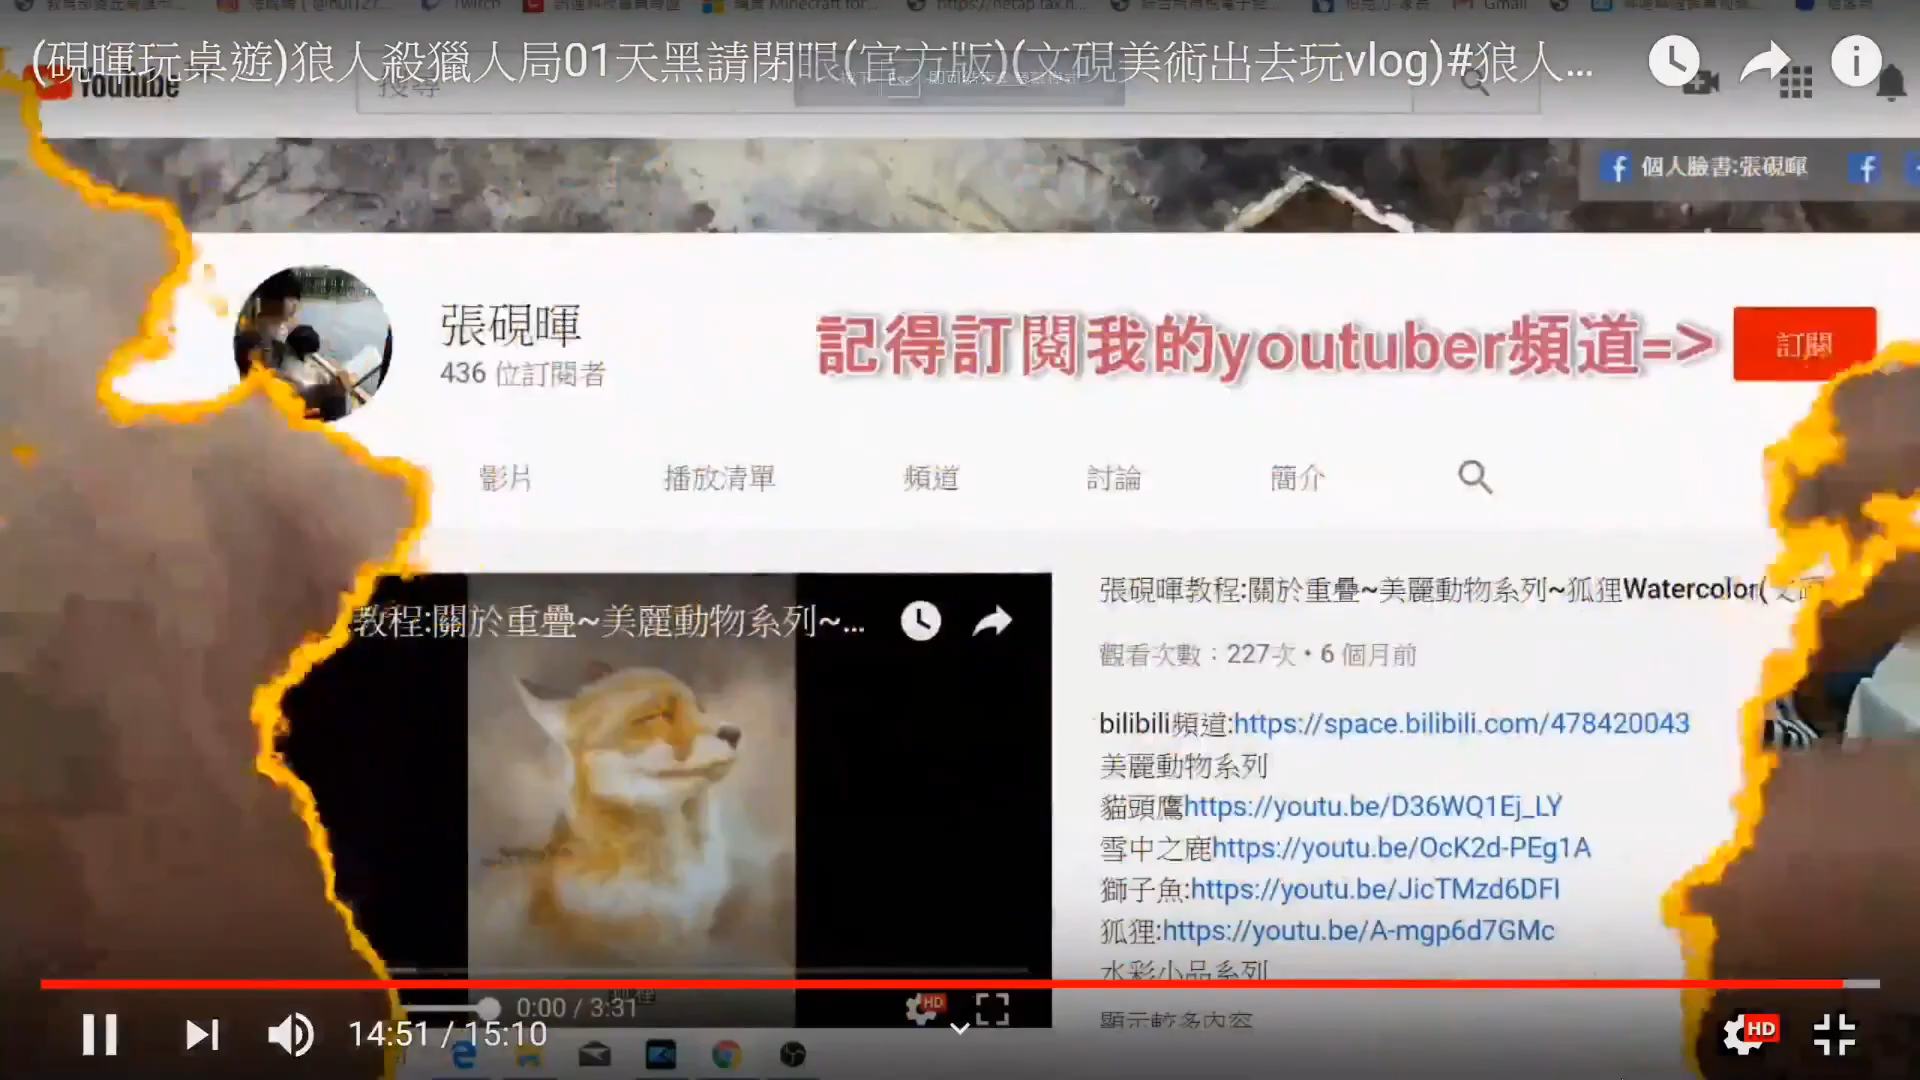 (硯暉玩桌遊)狼人殺獵人局01天黑請閉眼(官方版)(文硯美術出去玩vlog)#狼人...
YouTube
搜尋
個人臉書:張硯暉
張硯暉
436 位訂閱者
記得訂閱我的youtuber頻道=>
訂閱
影片
播放清單
頻道
討論
簡介
教程:關於重疊~美麗動物系列~...
張硯暉教程:關於重疊~美麗動物系列~狐狸Watercolor(
觀看次數：227次・6 個月前
bilibili頻道:https://space.bilibili.com/478420043
美麗動物系列
貓頭鷹https://youtu.be/D36WQ1Ej_LY
雪中之鹿https://youtu.be/OcK2d-PEg1A
獅子魚:https://youtu.be/JicTMzd6DFI
狐狸:https://youtu.be/A-mgp6d7GMc
水彩小品系列
顯示較多內容
0:00 / 3:31
HD
14:51 / 15:10
HD